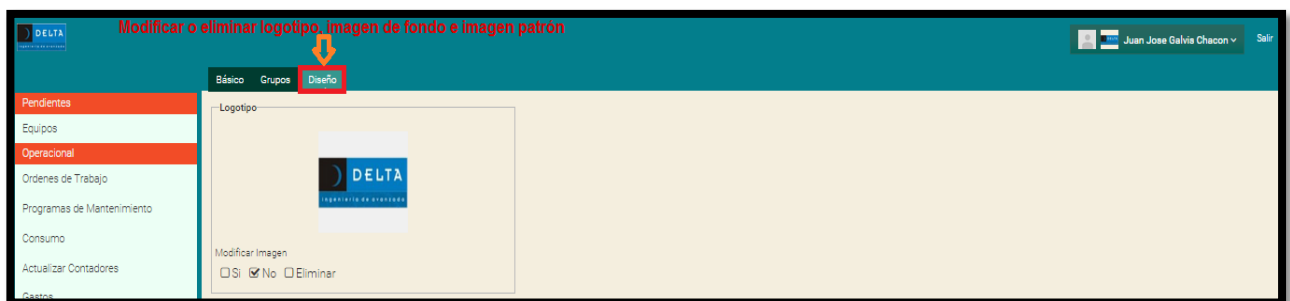 Modificar o eliminar logotipo, imagen de fondo e imagen patrón
DELTA
Juan Jose Galvis Chacon
Salir
Básico Grupos Diseño
Pendientes
Equipos
Operacional
Ordenes de Trabajo
Programas de Mantenimiento
Consumo
Actualizar Contadores
Gastos
Logotipo
DELTA
ingeniería de avanzada
Modificar Imagen
Si No Eliminar